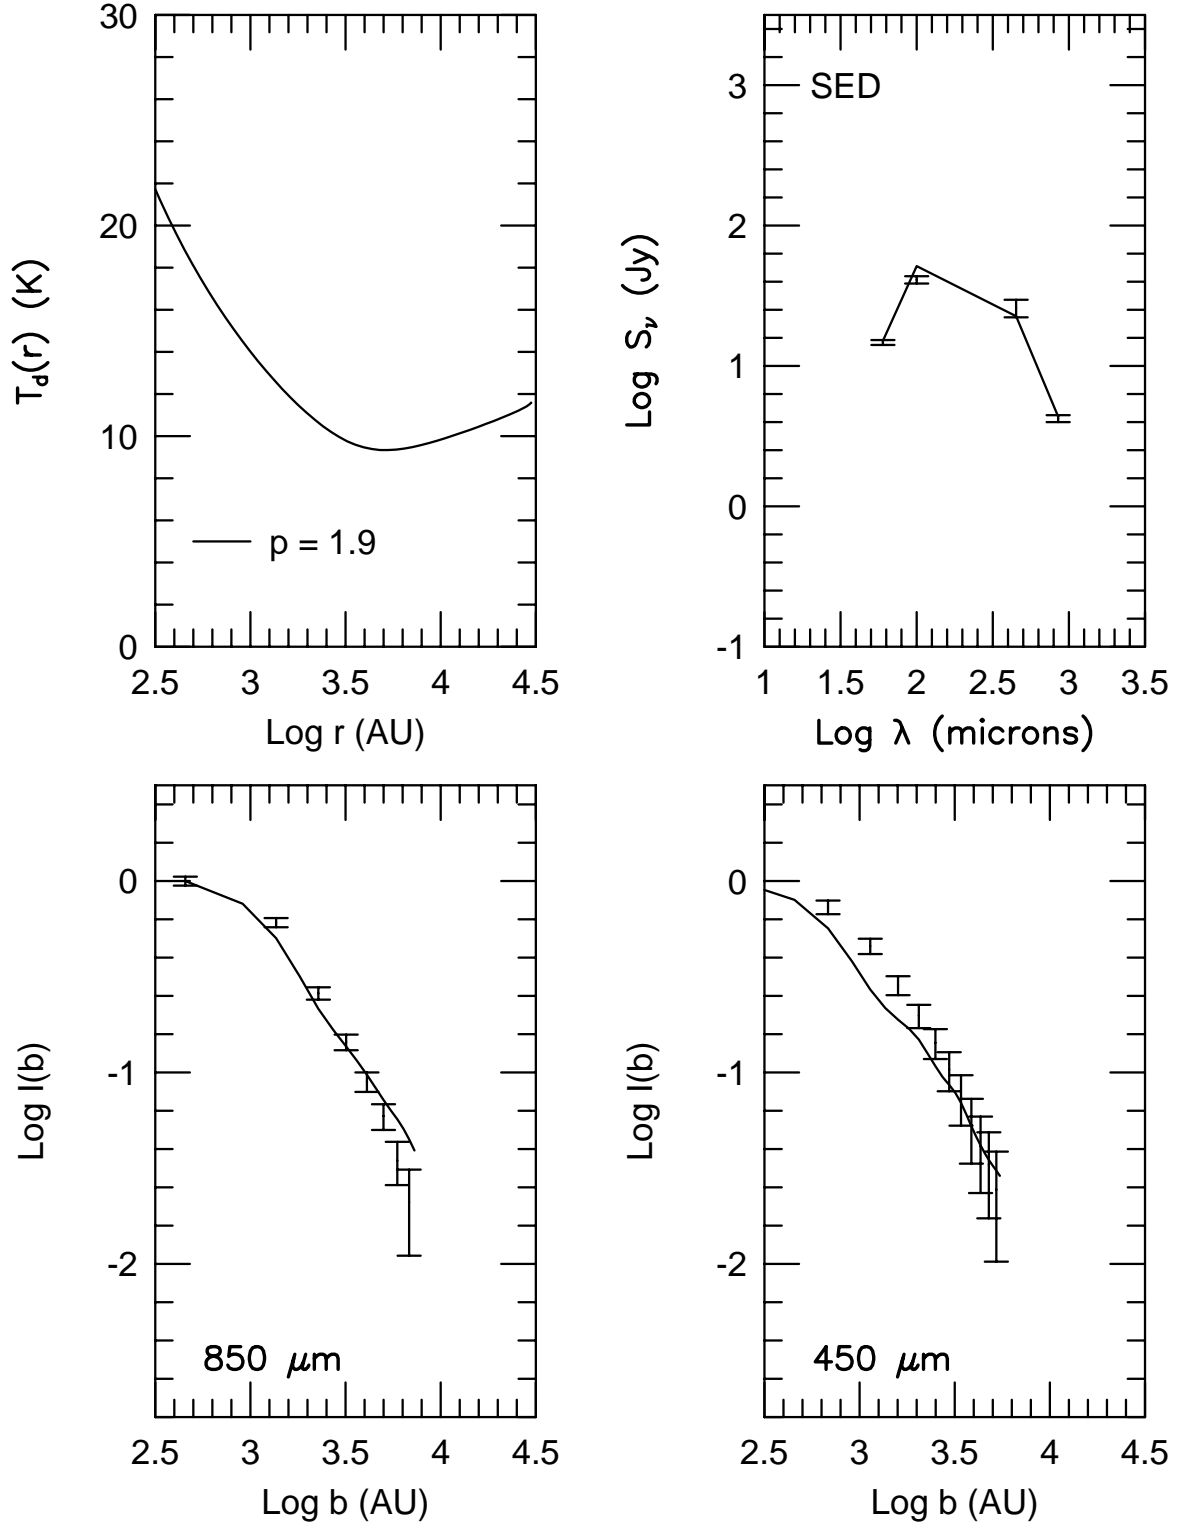 30
20
10
0
T_d(r) (K)
p = 1.9
2.5 3 3.5 4 4.5
Log r (AU)
3
2
1
0
-1
Log S_ν (Jy)
SED
1 1.5 2 2.5 3 3.5
Log λ (microns)
0
-1
-2
Log I(b)
850 μm
2.5 3 3.5 4 4.5
Log b (AU)
0
-1
-2
Log I(b)
450 μm
2.5 3 3.5 4 4.5
Log b (AU)